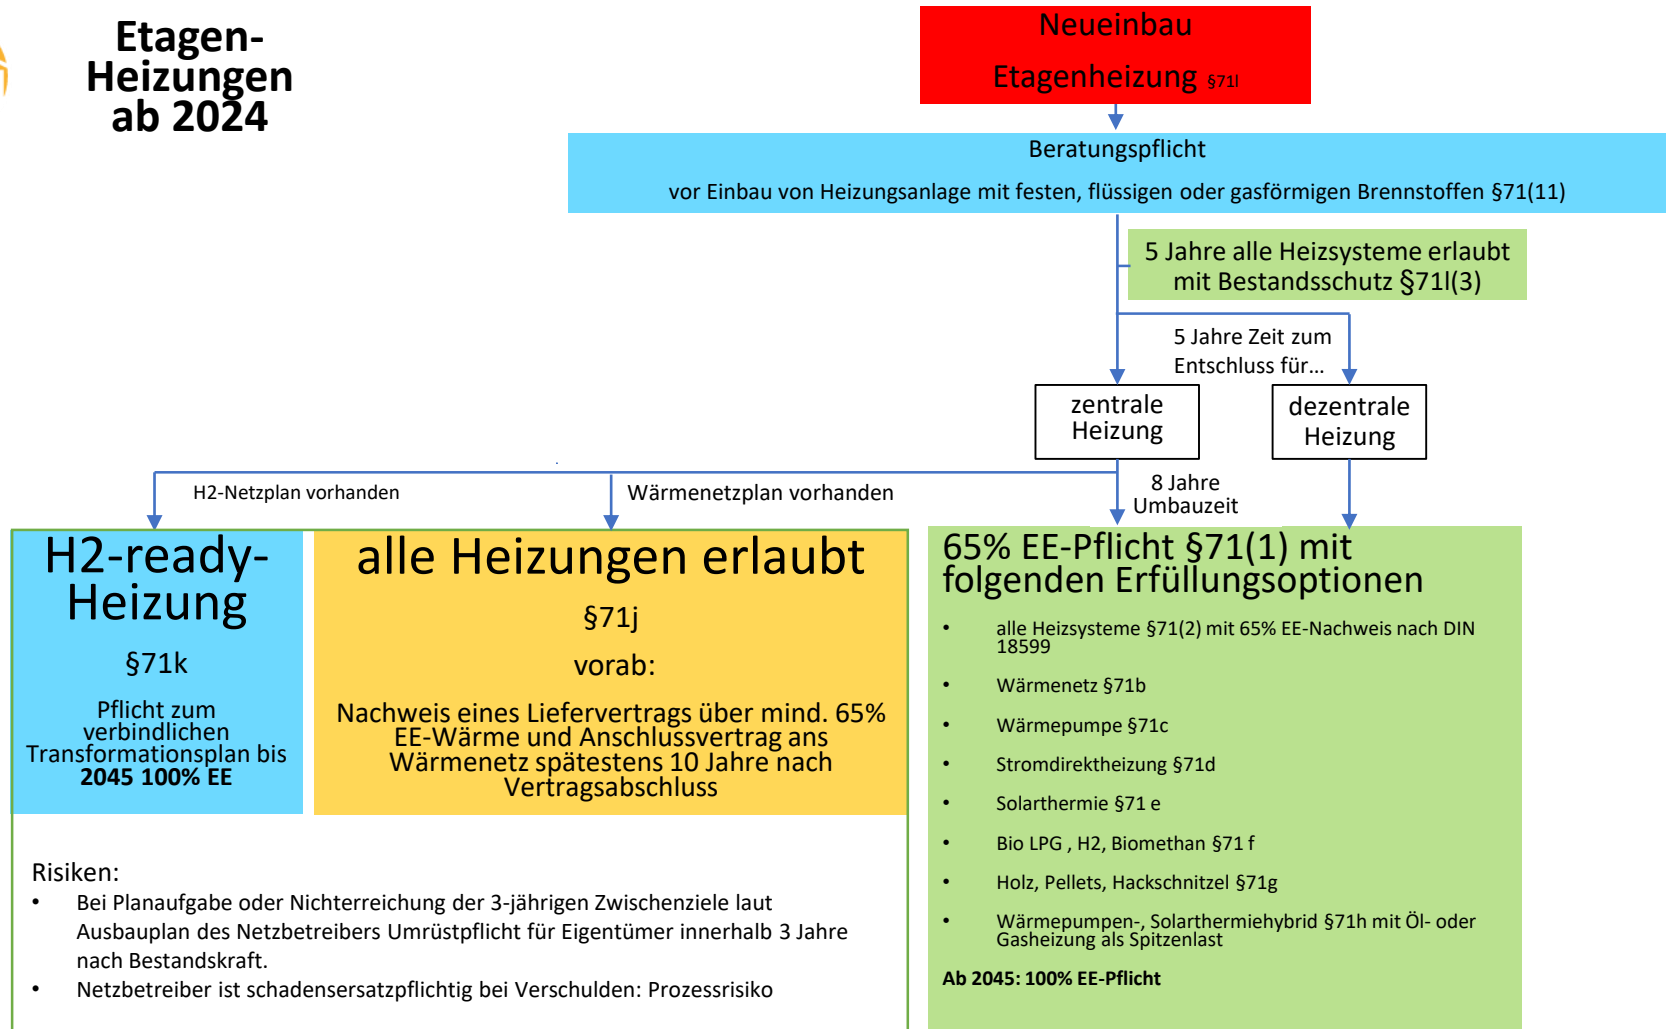 Etagen-
Heizungen
ab 2024
Neueinbau
Etagenheizung §71l
Beratungspflicht
vor Einbau von Heizungsanlage mit festen, flüssigen oder gasförmigen Brennstoffen §71(11)
5 Jahre alle Heizsysteme erlaubt
mit Bestandsschutz §71l(3)
5 Jahre Zeit zum
Entschluss für...
zentrale
Heizung
dezentrale
Heizung
H2-Netzplan vorhanden
Wärmenetzplan vorhanden
8 Jahre
Umbauzeit
H2-ready-
Heizung
§71k
Pflicht zum
verbindlichen
Transformationsplan bis
2045 100% EE
alle Heizungen erlaubt
§71j
vorab:
Nachweis eines Liefervertrags über mind. 65%
EE-Wärme und Anschlussvertrag ans
Wärmenetz spätestens 10 Jahre nach
Vertragsabschluss
Risiken:
• Bei Planaufgabe oder Nichterreichung der 3-jährigen Zwischenziele laut
Ausbauplan des Netzbetreibers Umrüstpflicht für Eigentümer innerhalb 3 Jahre
nach Bestandskraft.
• Netzbetreiber ist schadensersatzpflichtig bei Verschulden: Prozessrisiko
65% EE-Pflicht §71(1) mit
folgenden Erfüllungsoptionen
• alle Heizsysteme §71(2) mit 65% EE-Nachweis nach DIN
18599
• Wärmenetz §71b
• Wärmepumpe §71c
• Stromdirektheizung §71d
• Solarthermie §71 e
• Bio LPG , H2, Biomethan §71 f
• Holz, Pellets, Hackschnitzel §71g
• Wärmepumpen-, Solarthermiehybrid §71h mit Öl- oder
Gasheizung als Spitzenlast
Ab 2045: 100% EE-Pflicht